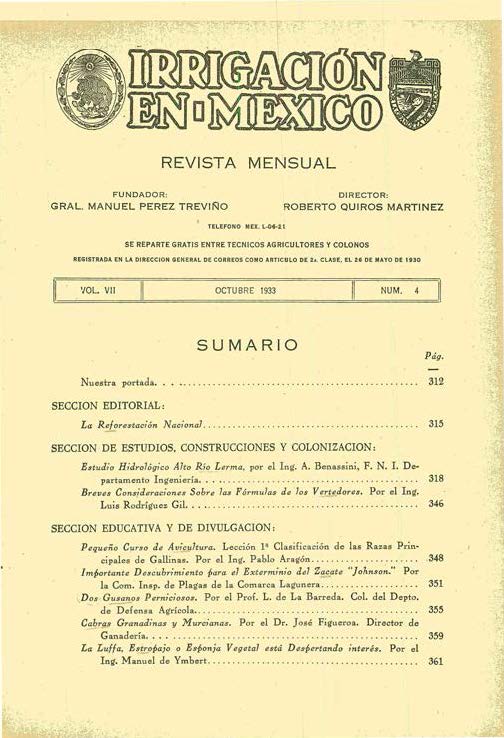 IRRIGACIÓN
EN-MEXICO
REVISTA MENSUAL
FUNDADOR:
GRAL. MANUEL PEREZ TREVIÑO
DIRECTOR:
ROBERTO QUIROS MARTINEZ
TELEFONO MEX. L-06-21
SE REPARTE GRATIS ENTRE TECNICOS AGRICULTORES Y COLONOS
REGISTRADA EN LA DIRECCION GENERAL DE CORREOS COMO ARTICULO DE 2a. CLASE, EL 26 DE MAYO DE 1930
VOL. VII OCTUBRE 1933 NUM. 4
SUMARIO
Pág.
Nuestra portada. . . ............................................... 312
SECCION EDITORIAL:
La Reforestación Nacional........................................ 315
SECCION DE ESTUDIOS, CONSTRUCCIONES Y COLONIZACION:
Estudio Hidrológico Alto Río Lerma, por el Ing. A. Benassini, F. N. I. De-
partamento Ingeniería. ........................................ 318
Breves Consideraciones Sobre las Fórmulas de los Vertedores. Por el Ing.
Luis Rodríguez Gil. ........................................... 346
SECCION EDUCATIVA Y DE DIVULGACION:
Pequeño Curso de Avicultura. Lección 1ª Clasificación de las Razas Prin-
cipales de Gallinas. Por el Ing. Pablo Aragón..................... 348
Importante Descubrimiento para el Exterminio del Zacate "Johnson." Por
la Com. Insp. de Plagas de la Comarca Lagunera.................. 351
Dos Gusanos Perniciosos. Por el Prof. L. de La Barreda. Col. del Depto.
de Defensa Agrícola............................................ 355
Cabras Granadinas y Murcianas. Por el Dr. José Figueroa. Director de
Ganadería. .................................................... 359
La Luffa, Estropajo o Esponja Vegetal está Despertando interés. Por el
Ing. Manuel de Ymbert......................................... 361